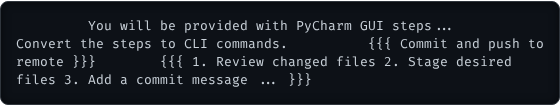 You will be provided with PyCharm GUI steps...
Convert the steps to CLI commands. {{{ Commit and push to
remote }}} {{{ 1. Review changed files 2. Stage desired
files 3. Add a commit message ... }}}